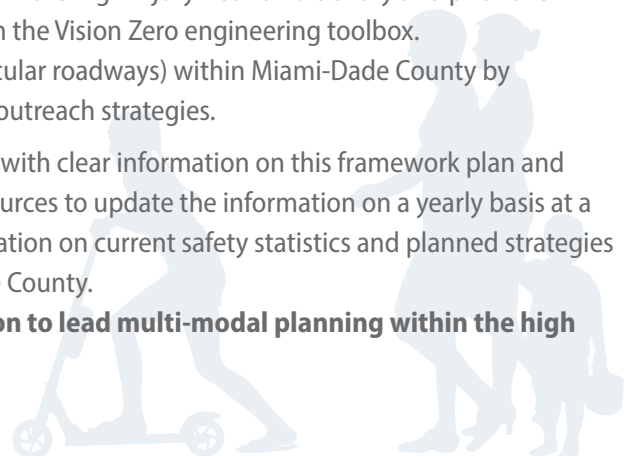 n the Vision Zero engineering toolbox.
cular roadways) within Miami-Dade County by
outreach strategies.
with clear information on this framework plan and
urces to update the information on a yearly basis at a
ation on current safety statistics and planned strategies
County.
on to lead multi-modal planning within the high